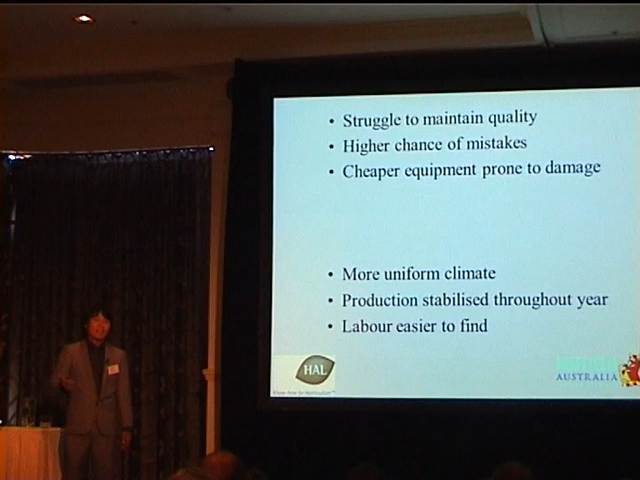 • Struggle to maintain quality
• Higher chance of mistakes
• Cheaper equipment prone to damage
• More uniform climate
• Production stabilised throughout year
• Labour easier to find
HAL
AUSTRALIA